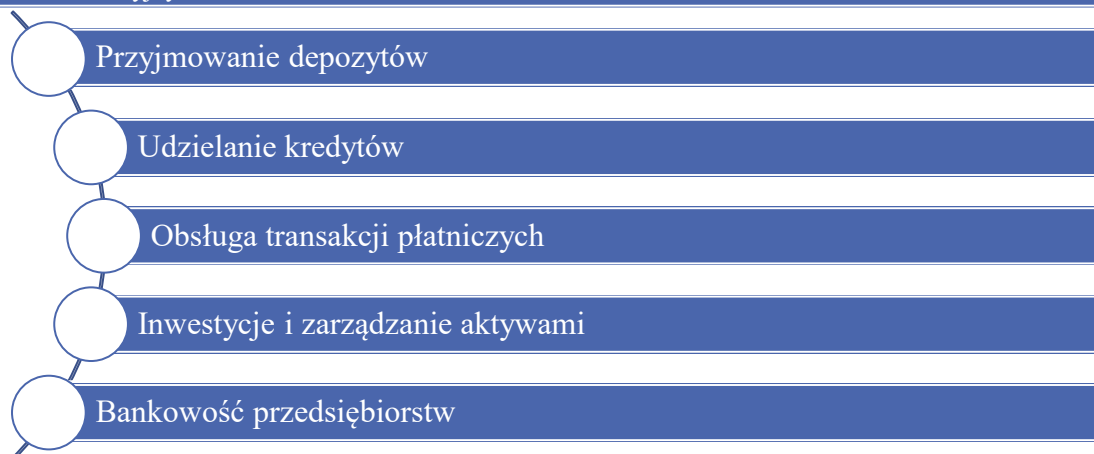 Przyjmowanie depozytów
Udzielanie kredytów
Obsługa transakcji płatniczych
Inwestycje i zarządzanie aktywami
Bankowość przedsiębiorstw